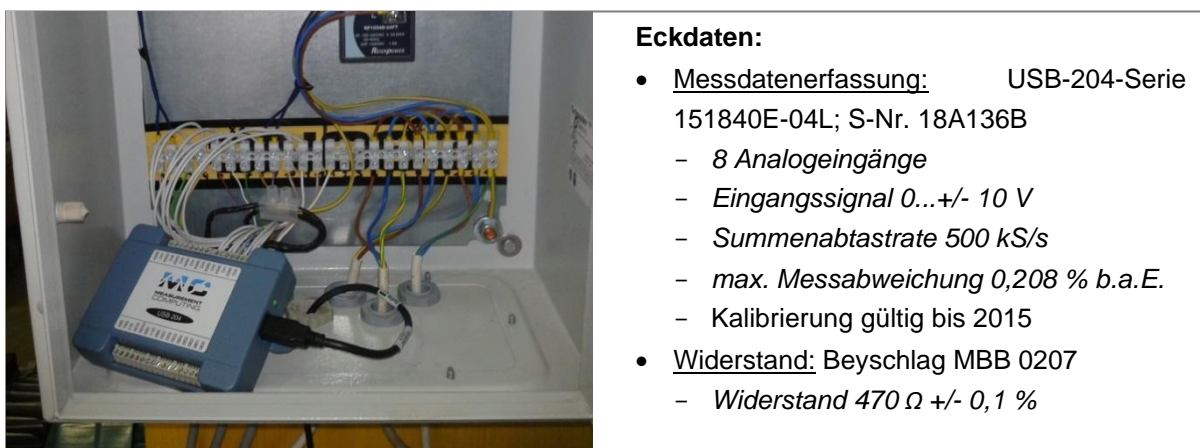 RECOMPOWER
MEASUREMENT
COMPUTING
USB-204
Eckdaten:
• Messdatenerfassung: USB-204-Serie
151840E-04L; S-Nr. 18A136B
- 8 Analogeingänge
- Eingangssignal 0...+/- 10 V
- Summenabtastrate 500 kS/s
- max. Messabweichung 0,208 % b.a.E.
- Kalibrierung gültig bis 2015
• Widerstand: Beyschlag MBB 0207
- Widerstand 470 Ω +/- 0,1 %